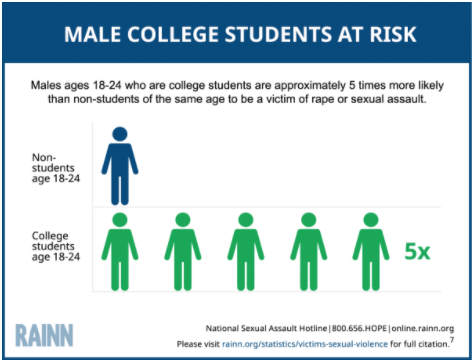 MALE COLLEGE STUDENTS AT RISK
Males ages 18-24 who are college students are approximately 5 times more likely
than non-students of the same age to be a victim of rape or sexual assault.
Non-
students
age 18-24
College
students
age 18-24
5x
RAINN
National Sexual Assault Hotline|800.656.HOPE|online.rainn.org
Please visit rainn.org/statistics/victims-sexual-violence for full citation.7